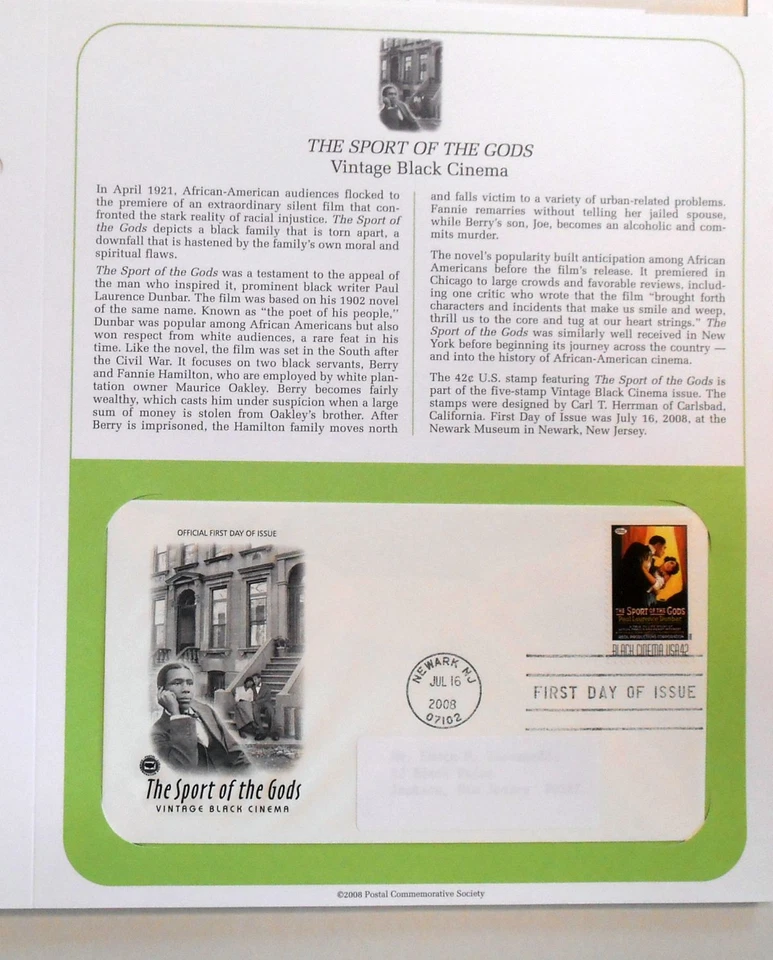 THE SPORT OF THE GODS
Vintage Black Cinema
In April 1921, African-American audiences flocked to
the premiere of an extraordinary silent film that con-
fronted the stark reality of racial injustice. The Sport of
the Gods depicts a black family that is torn apart, a
downfall that is hastened by the family's own moral and
spiritual flaws.
The Sport of the Gods was a testament to the appeal of
the man who inspired it, prominent black writer Paul
Laurence Dunbar. The film was based on his 1902 novel
of the same name. Known as “the poet of his people,”
Dunbar was popular among African Americans but also
won respect from white audiences, a rare feat in his
time. Like the novel, the film was set in the South after
the Civil War. It focuses on two black servants, Berry
and Fannie Hamilton, who are employed by white plan-
tation owner Maurice Oakley. Berry becomes fairly
wealthy, which casts him under suspicion when a large
sum of money is stolen from Oakley's brother. After
Berry is imprisoned, the Hamilton family moves north
and falls victim to a variety of urban-related problems.
Fannie remarries without telling her jailed spouse,
while Berry's son, Joe, becomes an alcoholic and com-
mits murder.
The novel's popularity built anticipation among African
Americans before the film's release. It premiered in
Chicago to large crowds and favorable reviews, includ-
ing one critic who wrote that the film “brought forth
characters and incidents that make us smile and weep,
thrill us to the core and tug at our heart strings.” The
Sport of the Gods was similarly well received in New
York before beginning its journey across the country —
and into the history of African-American cinema.
The 42¢ U.S. stamp featuring The Sport of the Gods is
part of the five-stamp Vintage Black Cinema issue. The
stamps were designed by Carl T. Herrman of Carlsbad,
California. First Day of Issue was July 16, 2008, at the
Newark Museum in Newark, New Jersey.
OFFICIAL FIRST DAY OF ISSUE
The Sport of the Gods
VINTAGE BLACK CINEMA
NEWARK NJ
JUL 16
2008
07102
THE SPORT OF THE GODS
Paul Laurence Dunbar
BLACK CINEMA USA 42
FIRST DAY OF ISSUE
©2008 Postal Commemorative Society